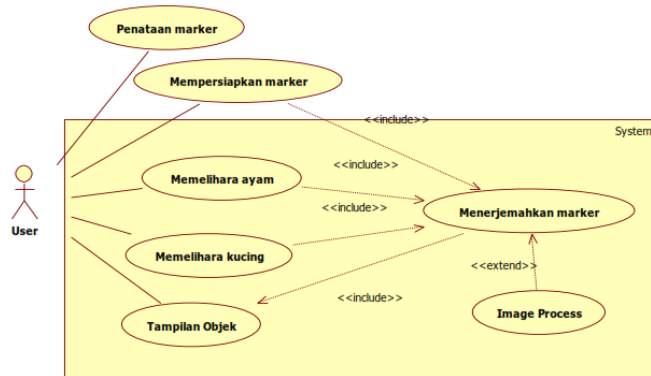 Penataan marker
Mempersiapkan marker
<<include>>
System
<<include>>
Memelihara ayam
<<include>>
Menerjemahkan marker
User
Memelihara kucing
<<extend>>
<<include>>
Tampilan Objek
Image Process